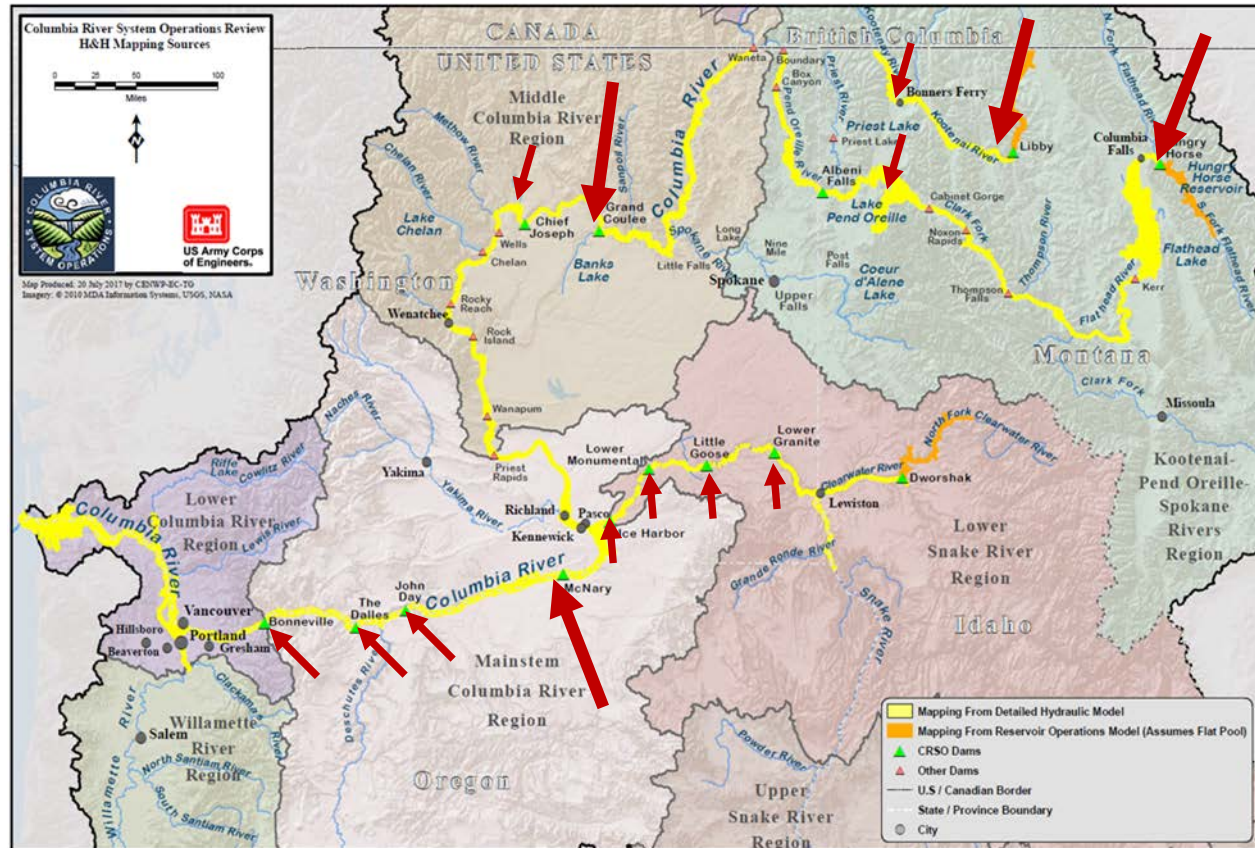 Columbia River System Operations Review
H&H Mapping Sources
0 25 50 100
Miles
N
COLUMBIA RIVER
SYSTEM OPERATIONS
US Army Corps
of Engineers®
Map Produced, 20 July 2017 by CENWP-EC-TG
Imagery: © 2010 MDA Information Systems, USGS, NASA
CANADA
UNITED STATES
British Columbia
Middle
Columbia River
Region
Methow River
Chelan River
Lake
Chelan
Sanpoil River
Columbia River
Waneta
Boundary
Box
Canyon
Pend Oreille River
Priest River
Priest Lake
Priest Lake
Kootenay River
Bonners Ferry
Kootenai River
Libby
N. Fork Flathead River
Columbia
Falls
Hungry
Horse
Hungry
Horse
Reservoir
S. Fork Flathead River
Flathead
Lake
Kerr
Flathead River
Albeni
Falls
Lake
Pend Oreille
Cabinet Gorge
Clark Fork
Noxon
Rapids
Thompson River
Thompson
Falls
Montana
Clark Fork
Missoula
Kootenai-
Pend Oreille-
Spokane
Rivers
Region
Chief
Joseph
Grand
Coulee
Wells
Chelan
Banks
Lake
Spokane River
Long
Lake
Little Falls
Nine
Mile
Post
Falls
Coeur
d'Alene
Lake
Spokane
Upper
Falls
Washington
Rocky
Reach
Wenatchee
Rock
Island
Wanapum
Priest
Rapids
Naches River
Yakima
Yakima River
Richland
Pasco
Kennewick
Ice Harbor
Lower
Monumental
Little
Goose
Lower
Granite
Clearwater River
Lewiston
Dworshak
North Fork Clearwater River
Lower
Snake River
Region
Grande Ronde River
Snake River
Idaho
Riffe
Lake
Cowlitz River
Lower
Columbia River
Region
Lewis River
Columbia River
Vancouver
Hillsboro
Portland
Beaverton
Gresham
Bonneville
The
Dalles
John
Day
Columbia River
McNary
Mainstem
Columbia River
Region
Deschutes River
Oregon
Clackamas
River
Willamette
River
Region
Willamette River
Salem
North Santiam River
South Santiam River
Powder River
Upper
Snake River
Region
Mapping From Detailed Hydraulic Model
Mapping From Reservoir Operations Model (Assumes Flat Pool)
CRSO Dams
Other Dams
U.S / Canadian Border
State / Province Boundary
City